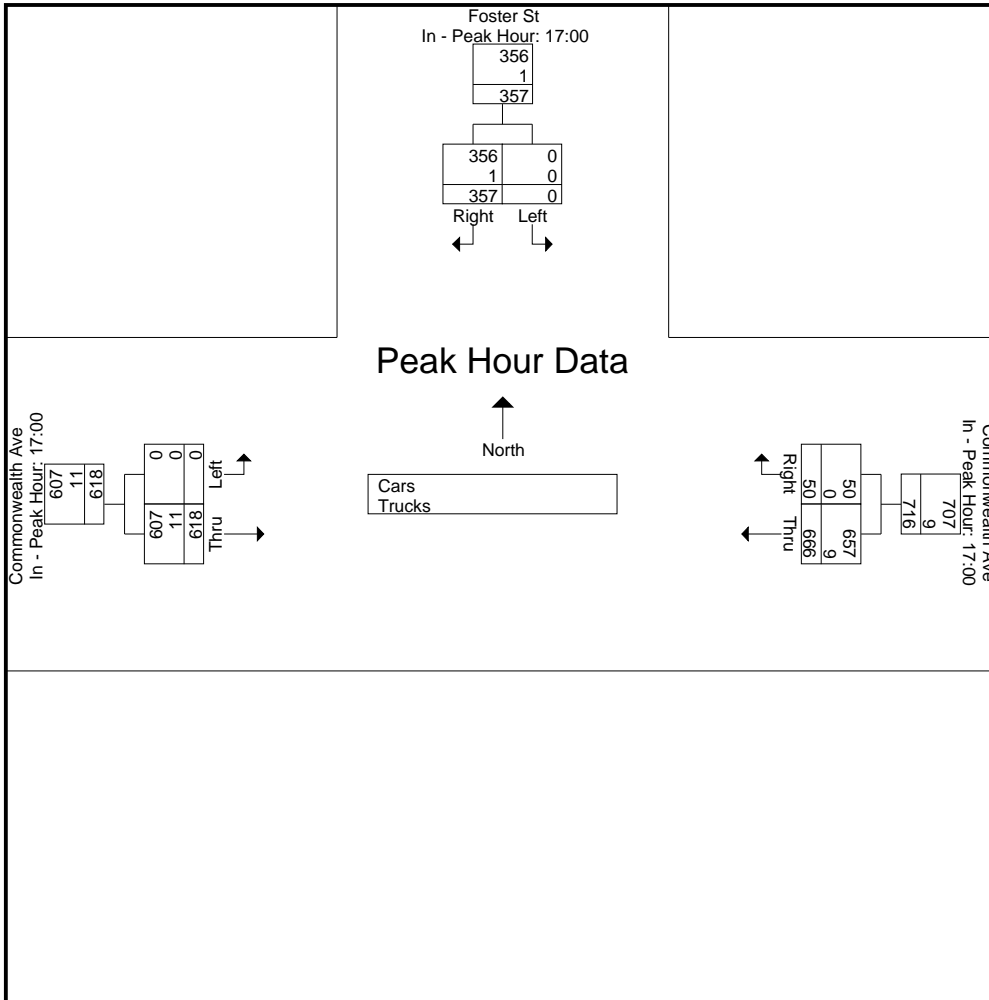 Foster St
In - Peak Hour: 17:00
356
1
357
356 0
1 0
357 0
Right Left
Peak Hour Data
North
Cars
Trucks
Commonwealth Ave
In - Peak Hour: 17:00
607
11
618
0
0
0
Left
607
11
618
Thru
Right
50
0
50
Thru
666
9
657
716
9
707
In - Peak Hour: 17:00
Commonwealth Ave